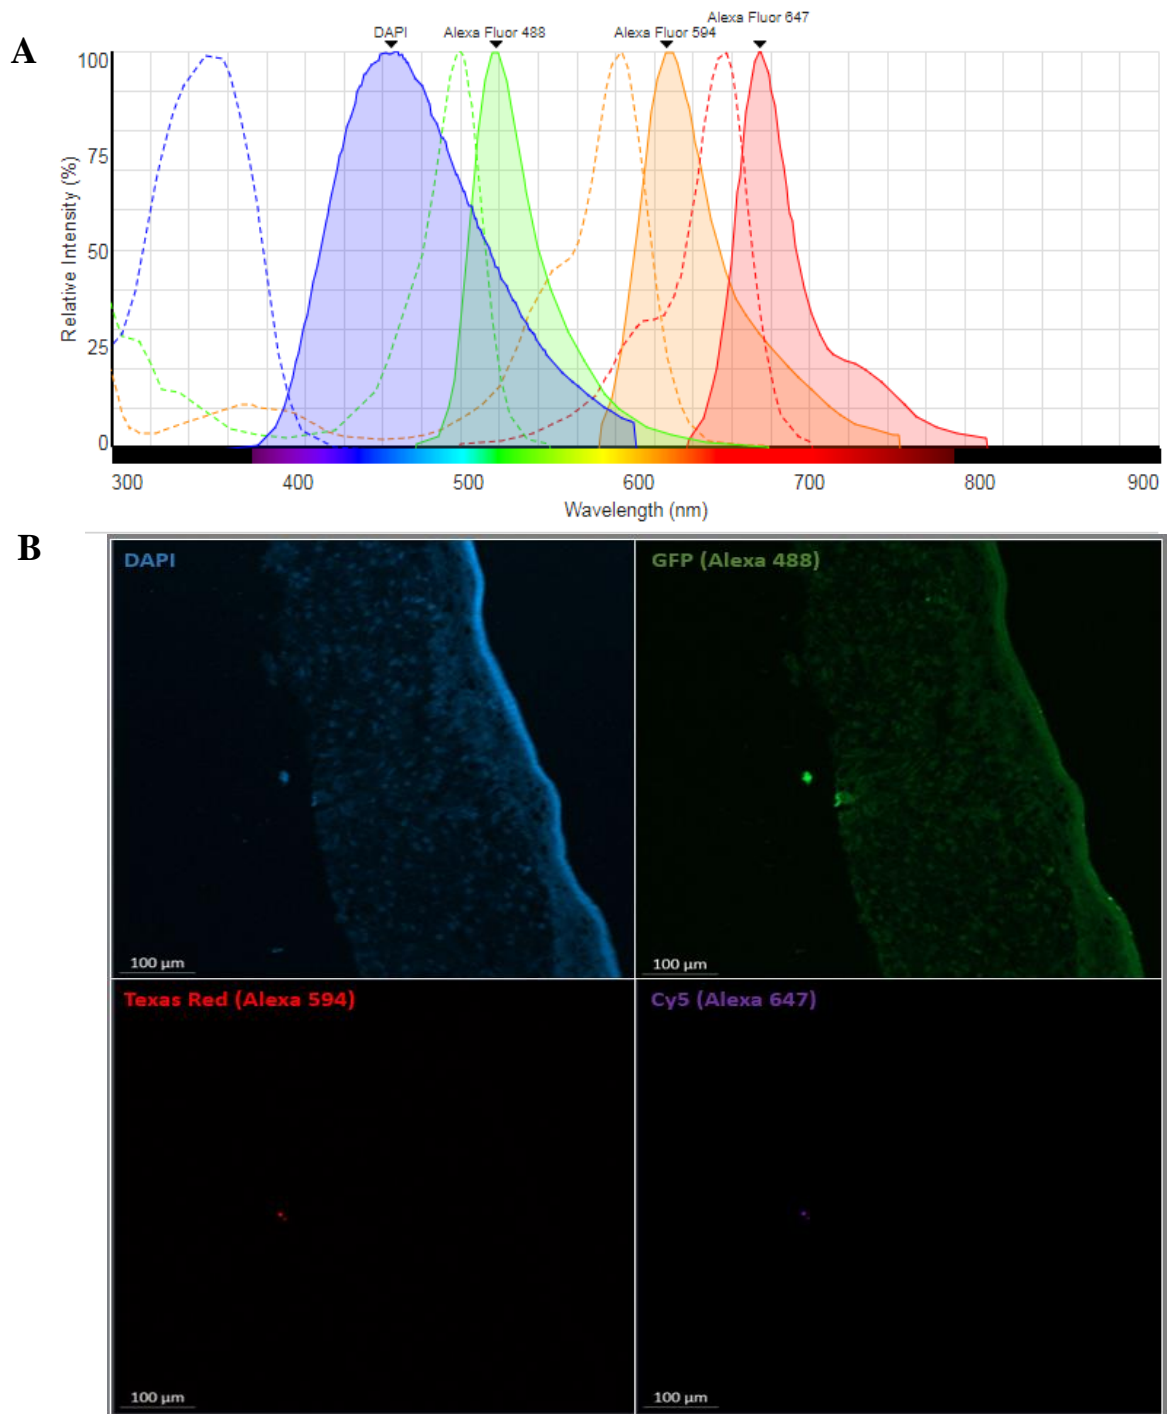 A
DAPI
Alexa Fluor 488
Alexa Fluor 594
Alexa Fluor 647
100
75
50
25
0
Relative Intensity (%)
300 400 500 600 700 800 900
Wavelength (nm)
B
DAPI
GFP (Alexa 488)
100 µm
100 µm
Texas Red (Alexa 594)
Cy5 (Alexa 647)
100 µm
100 µm